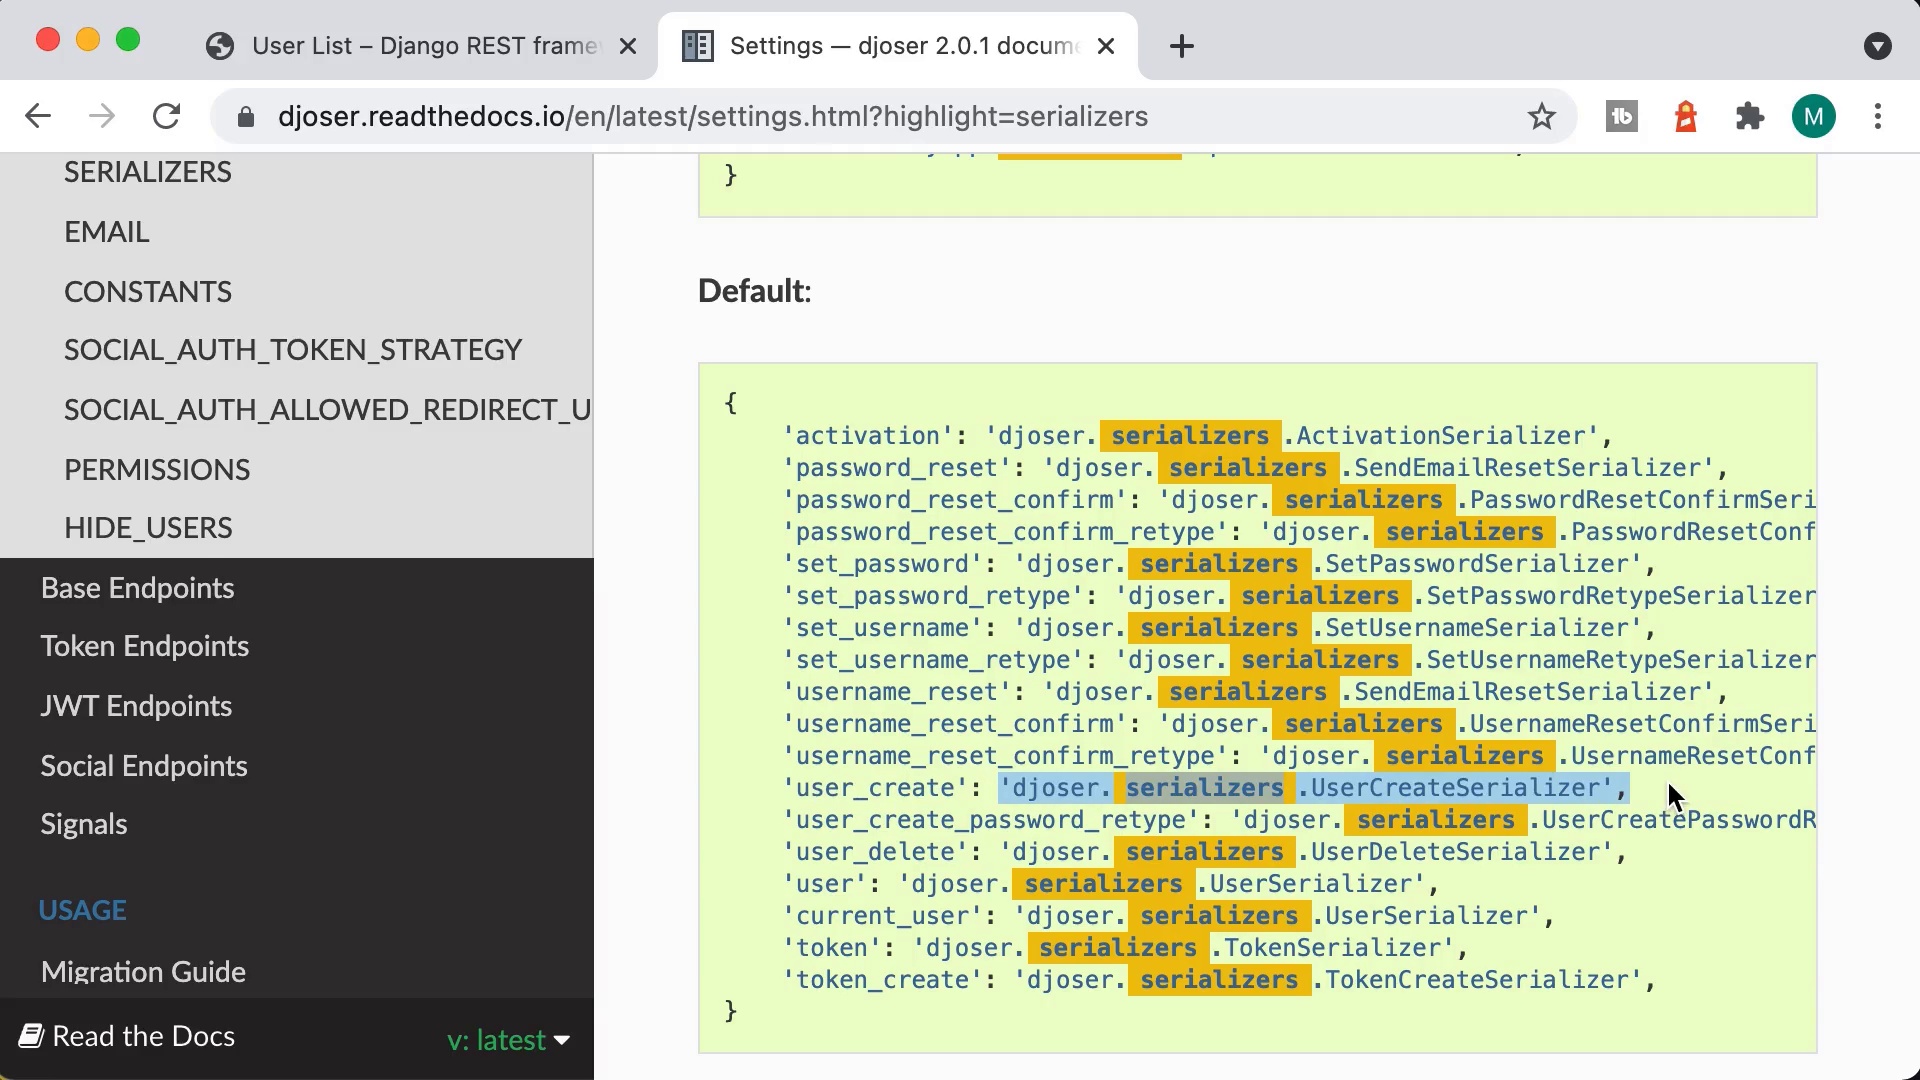 User List – Django REST frame
Settings — djoser 2.0.1 docum
djoser.readthedocs.io/en/latest/settings.html?highlight=serializers
tb
M
SERIALIZERS
EMAIL
CONSTANTS
SOCIAL_AUTH_TOKEN_STRATEGY
SOCIAL_AUTH_ALLOWED_REDIRECT_U
PERMISSIONS
HIDE_USERS
Base Endpoints
Token Endpoints
JWT Endpoints
Social Endpoints
Signals
USAGE
Migration Guide
Read the Docs
v: latest
}
Default:
{
'activation': 'djoser.serializers.ActivationSerializer',
'password_reset': 'djoser.serializers.SendEmailResetSerializer',
'password_reset_confirm': 'djoser.serializers.PasswordResetConfirmSeri
'password_reset_confirm_retype': 'djoser.serializers.PasswordResetConf
'set_password': 'djoser.serializers.SetPasswordSerializer',
'set_password_retype': 'djoser.serializers.SetPasswordRetypeSerializer
'set_username': 'djoser.serializers.SetUsernameSerializer',
'set_username_retype': 'djoser.serializers.SetUsernameRetypeSerializer
'username_reset': 'djoser.serializers.SendEmailResetSerializer',
'username_reset_confirm': 'djoser.serializers.UsernameResetConfirmSeri
'username_reset_confirm_retype': 'djoser.serializers.UsernameResetConf
'user_create': 'djoser.serializers.UserCreateSerializer',
'user_create_password_retype': 'djoser.serializers.UserCreatePasswordR
'user_delete': 'djoser.serializers.UserDeleteSerializer',
'user': 'djoser.serializers.UserSerializer',
'current_user': 'djoser.serializers.UserSerializer',
'token': 'djoser.serializers.TokenSerializer',
'token_create': 'djoser.serializers.TokenCreateSerializer',
}